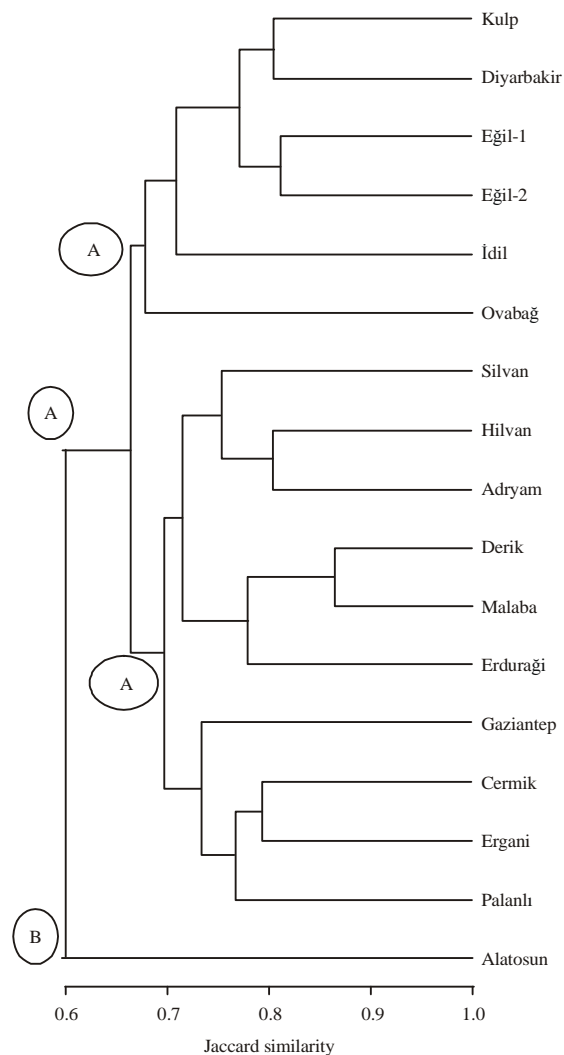 Kulp
Diyarbakir
Eğil-1
Eğil-2
İdil
A
Ovabağ
Silvan
A
Hilvan
Adryam
Derik
Malaba
Erduraği
A
Gaziantep
Cermik
Ergani
Palanlı
B
Alatosun
0.6 0.7 0.8 0.9 1.0
Jaccard similarity